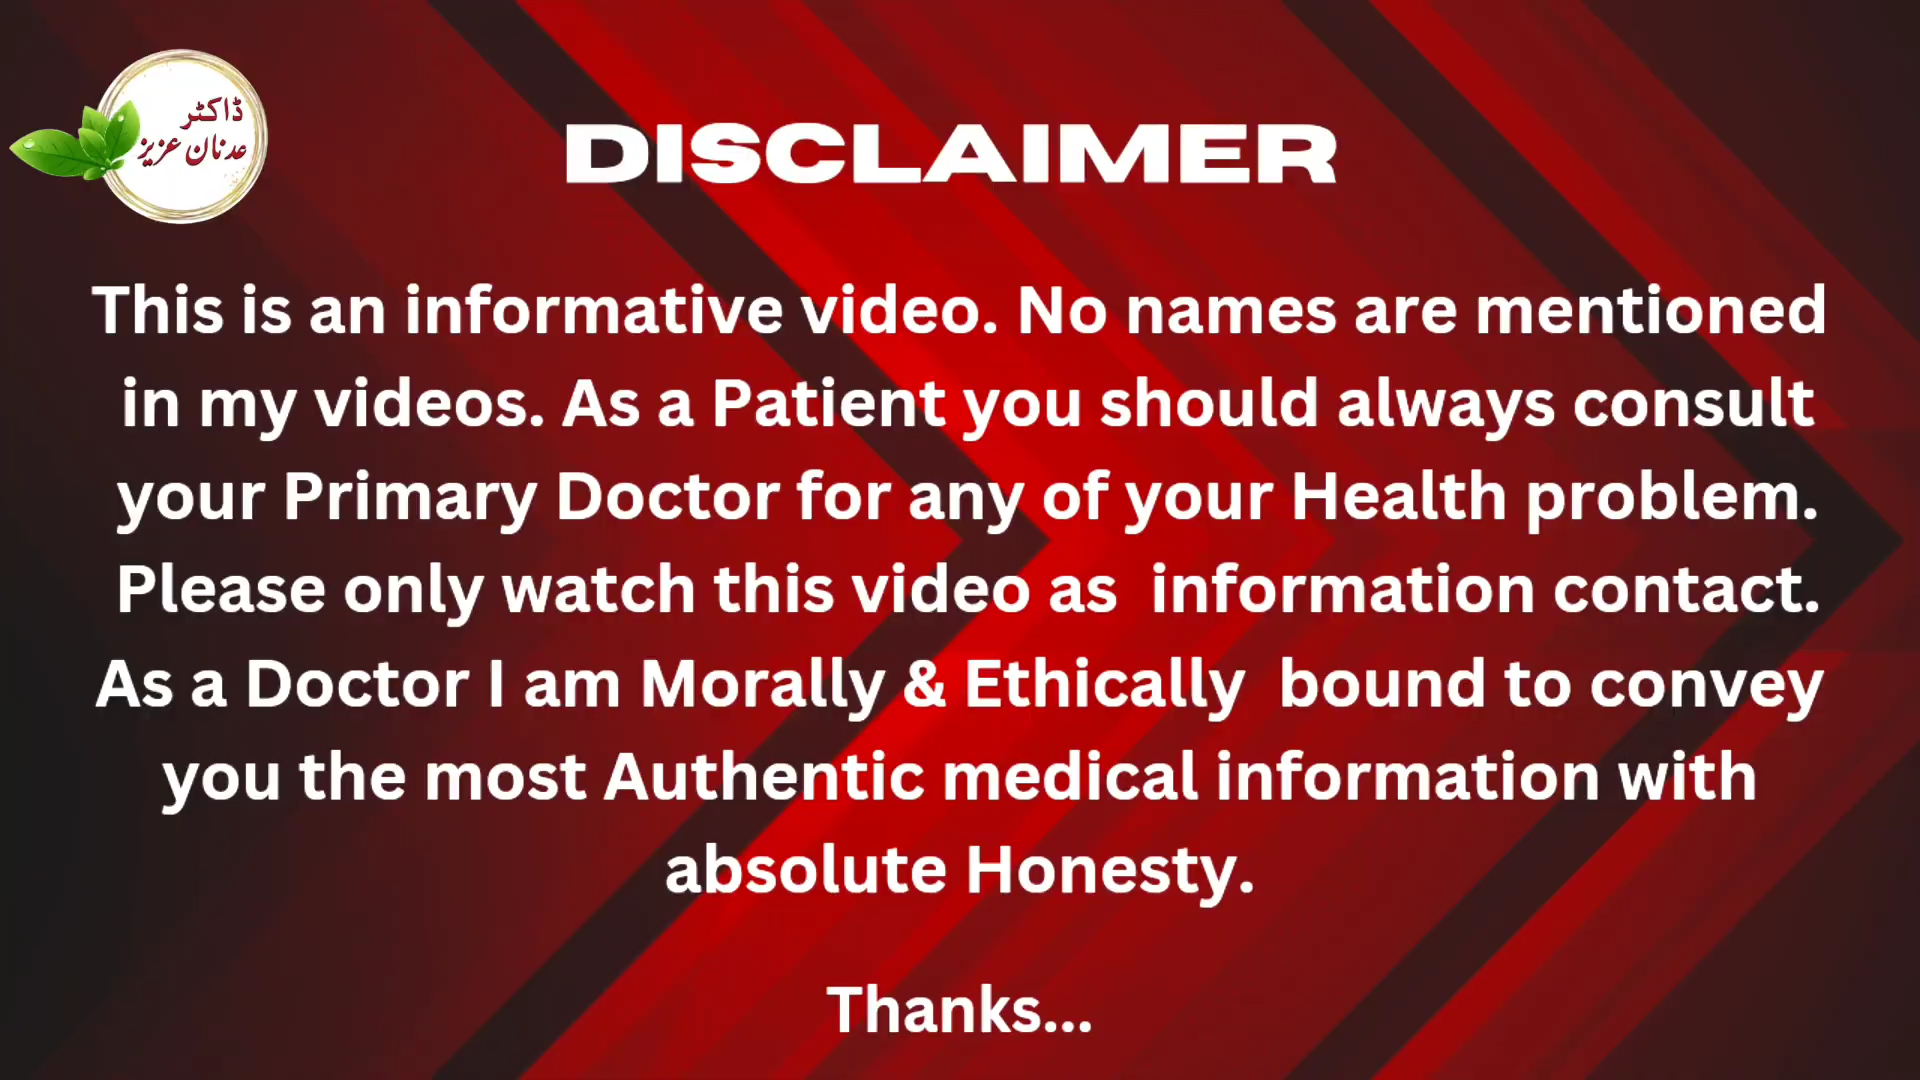 ڈاکٹر
عدنان عزیز
DISCLAIMER
This is an informative video. No names are mentioned
in my videos. As a Patient you should always consult
your Primary Doctor for any of your Health problem.
Please only watch this video as  information contact.
As a Doctor I am Morally & Ethically  bound to convey
you the most Authentic medical information with
absolute Honesty.
Thanks...